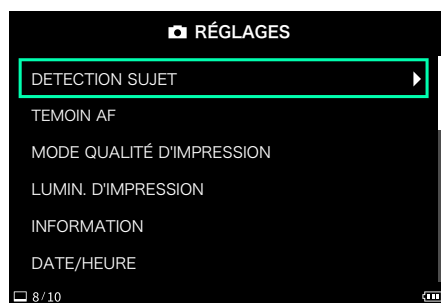 RÉGLAGES
DETECTION SUJET
TEMOIN AF
MODE QUALITÉ D'IMPRESSION
LUMIN. D'IMPRESSION
INFORMATION
DATE/HEURE
8/10